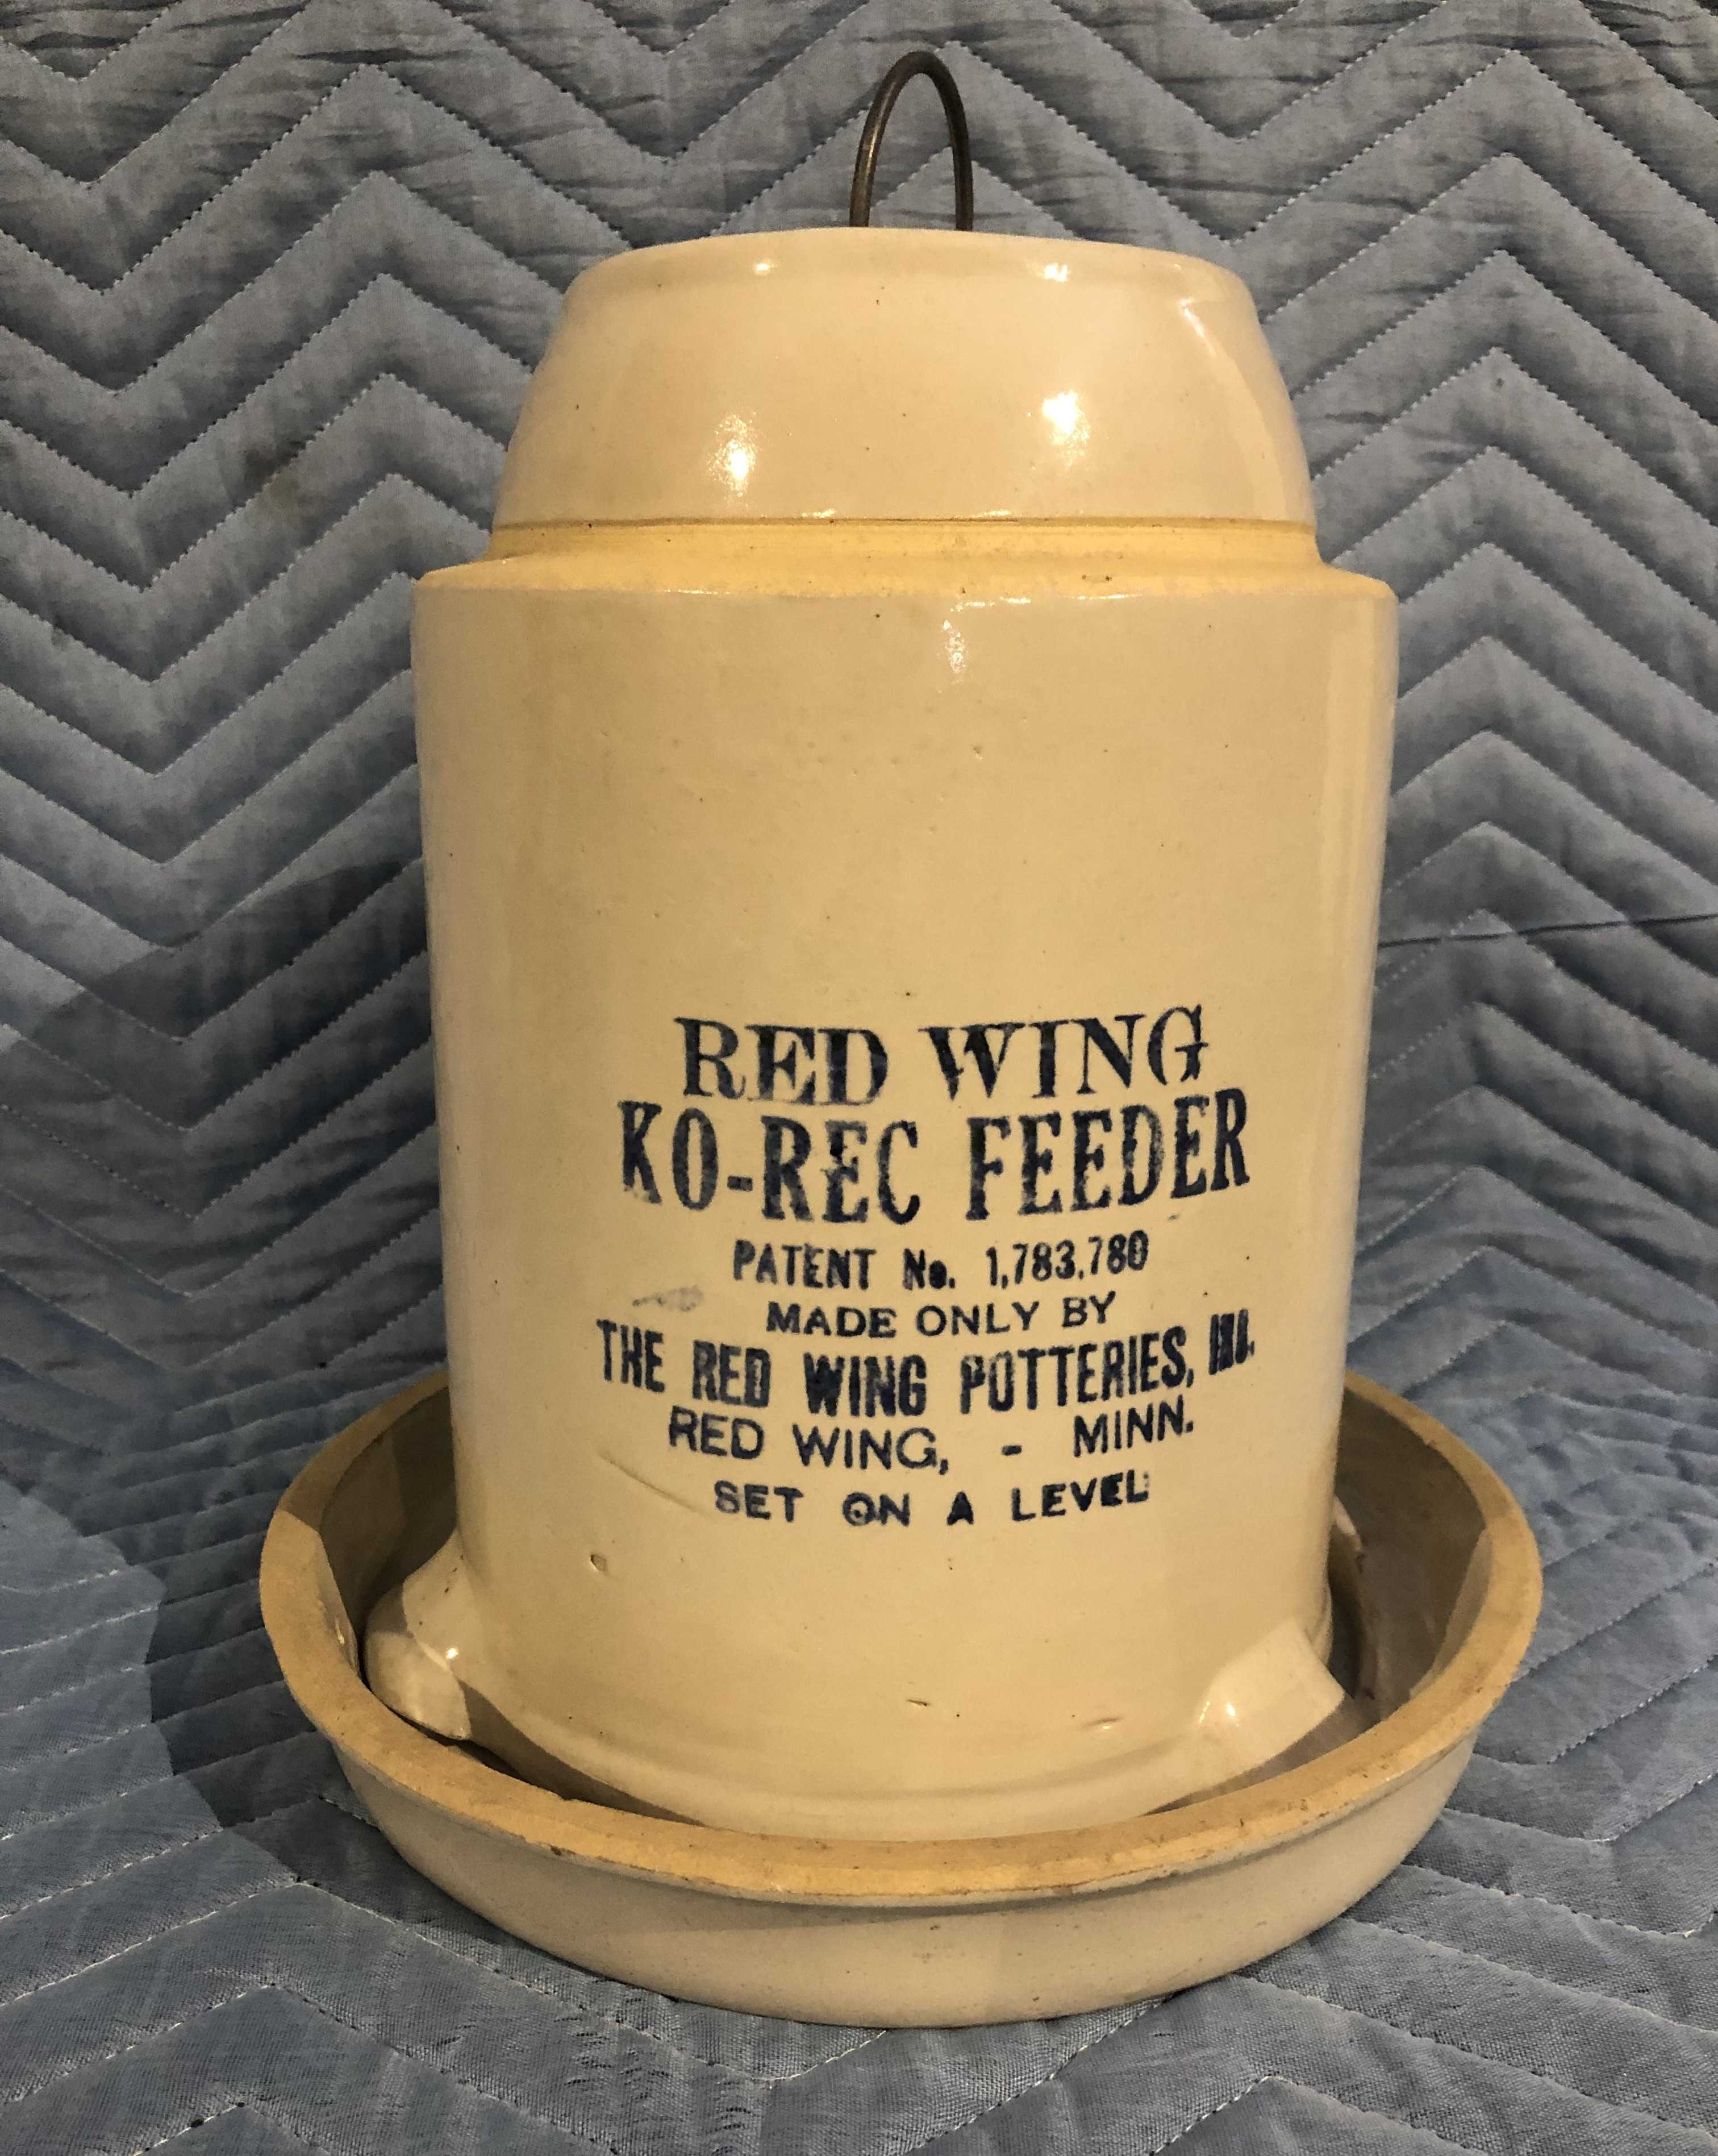 RED WING
KO-REC FEEDER
PATENT No. 1,783,780
MADE ONLY BY
THE RED WING POTTERIES,
RED WING, - MINN.
SET ON A LEVEL